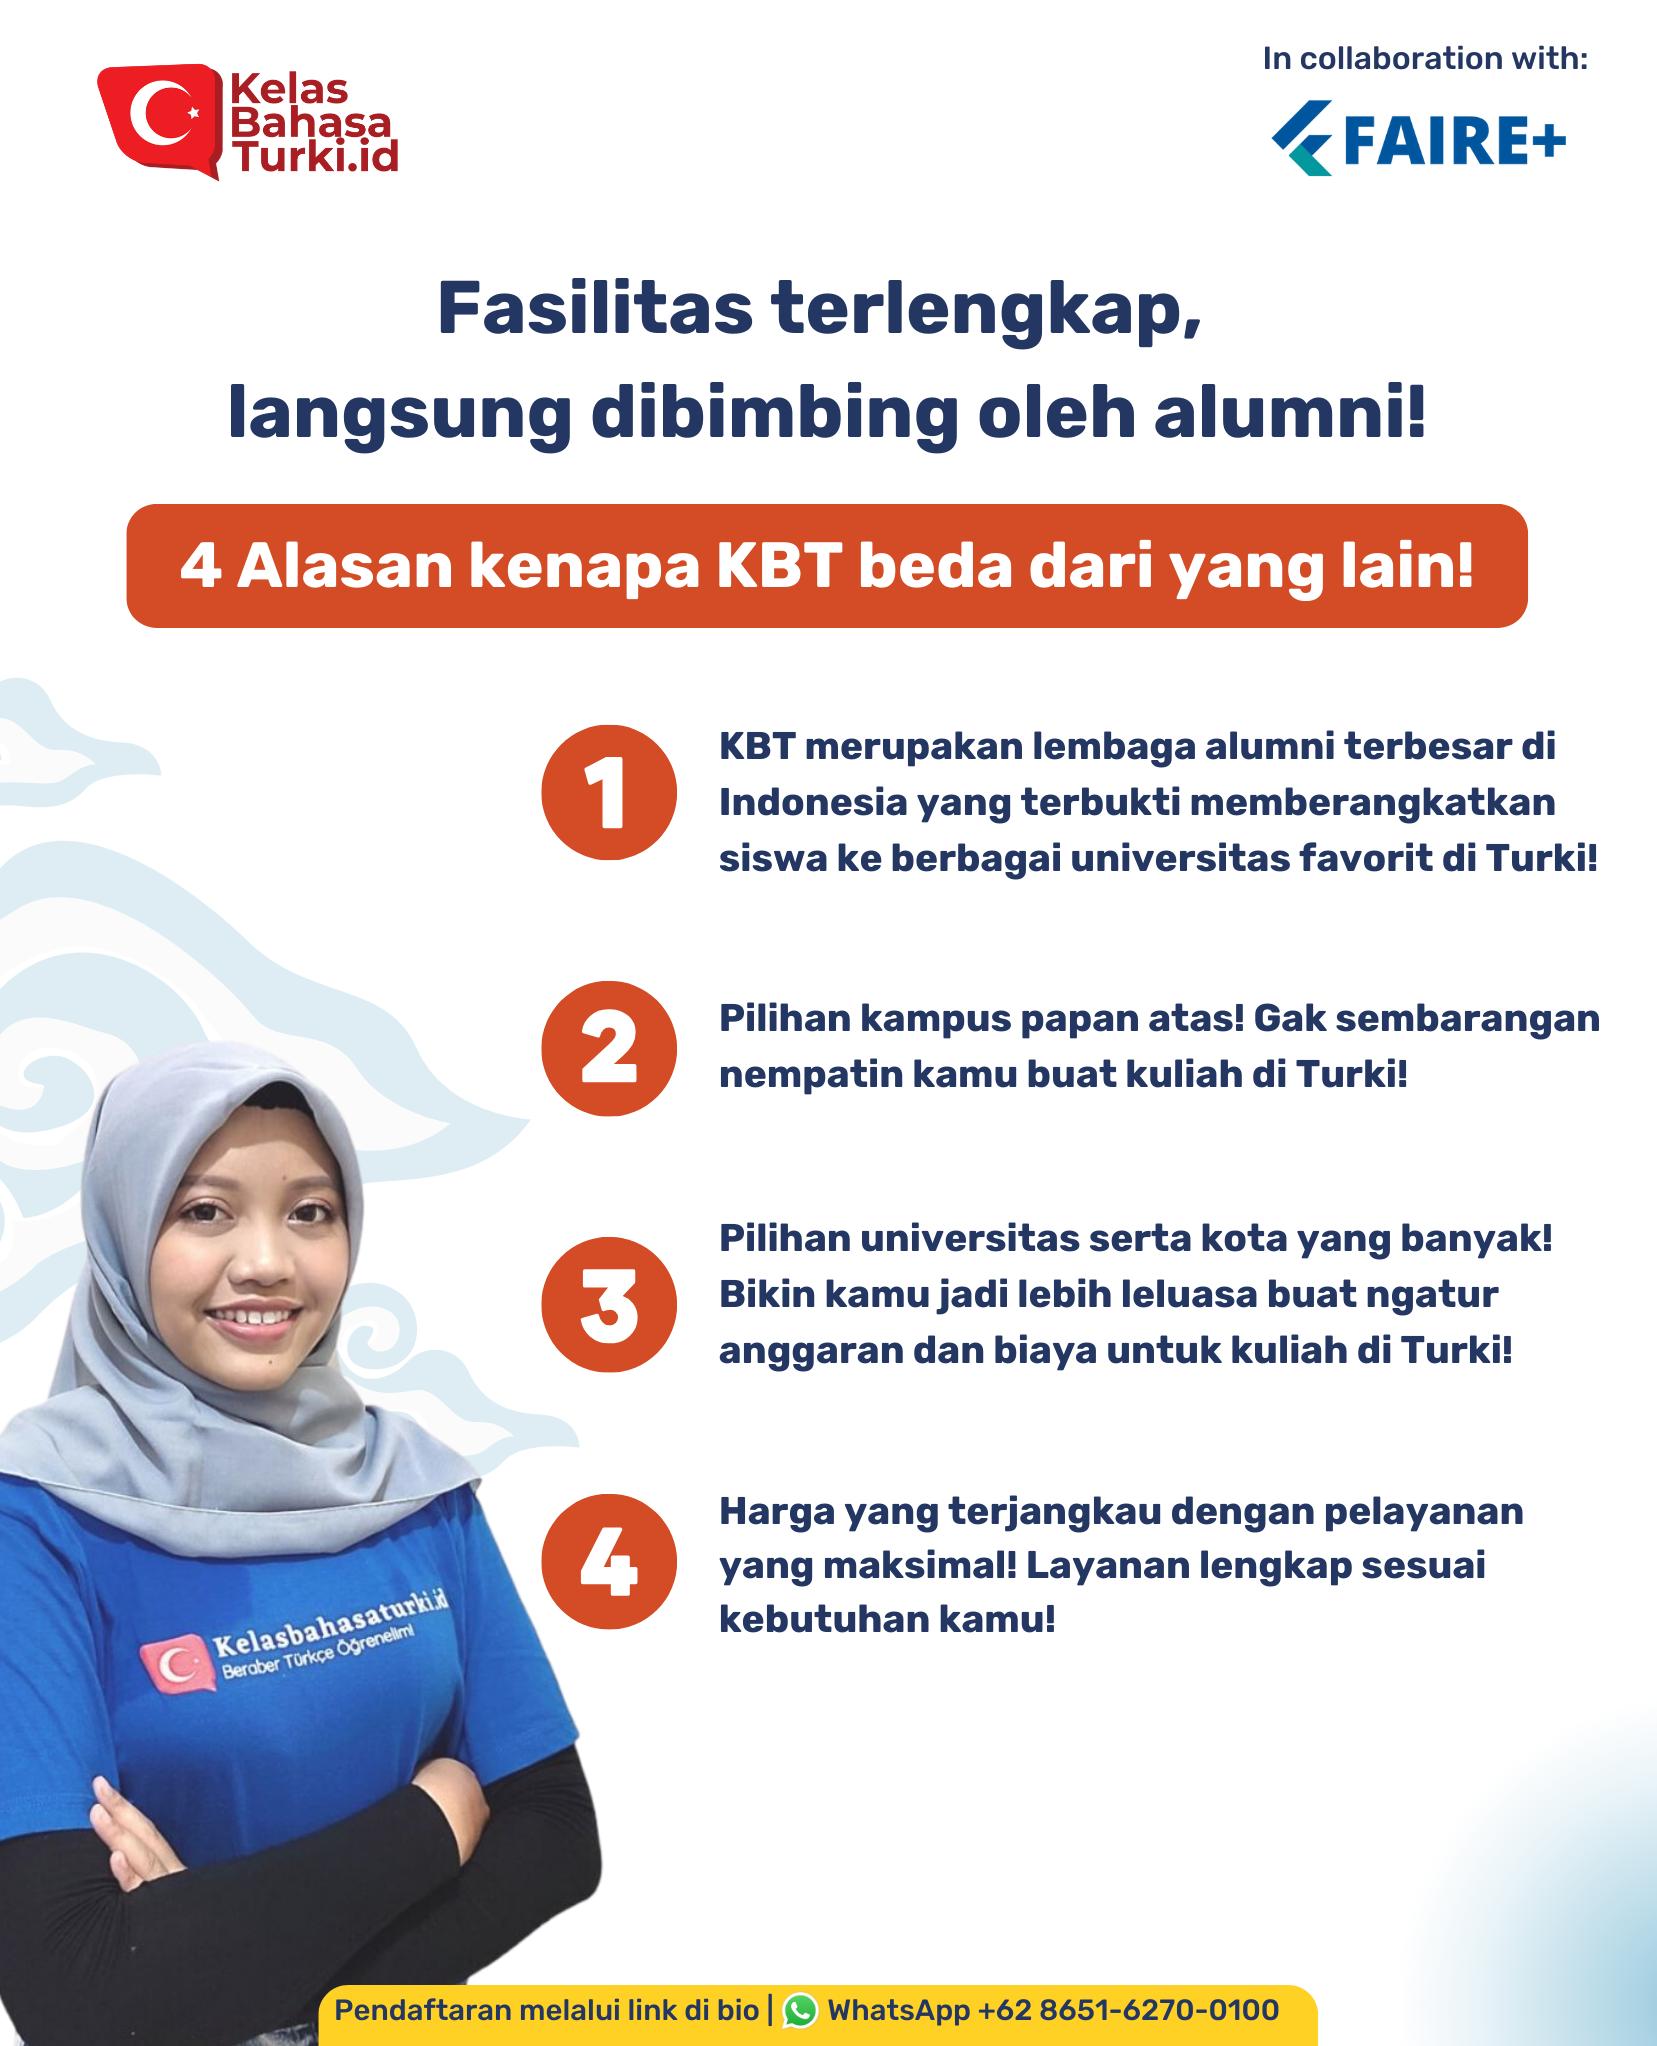 Kelas
Bahasa
Turki.id
In collaboration with:
FAIRE+
Fasilitas terlengkap,
langsung dibimbing oleh alumni!
4 Alasan kenapa KBT beda dari yang lain!
1
KBT merupakan lembaga alumni terbesar di
Indonesia yang terbukti memberangkatkan
siswa ke berbagai universitas favorit di Turki!
2
Pilihan kampus papan atas! Gak sembarangan
nempatin kamu buat kuliah di Turki!
3
Pilihan universitas serta kota yang banyak!
Bikin kamu jadi lebih leluasa buat ngatur
anggaran dan biaya untuk kuliah di Turki!
4
Harga yang terjangkau dengan pelayanan
yang maksimal! Layanan lengkap sesuai
kebutuhan kamu!
Kelasbahasaturki.id
Beraber Türkçe Öğrenelim!
Pendaftaran melalui link di bio | WhatsApp +62 8651-6270-0100